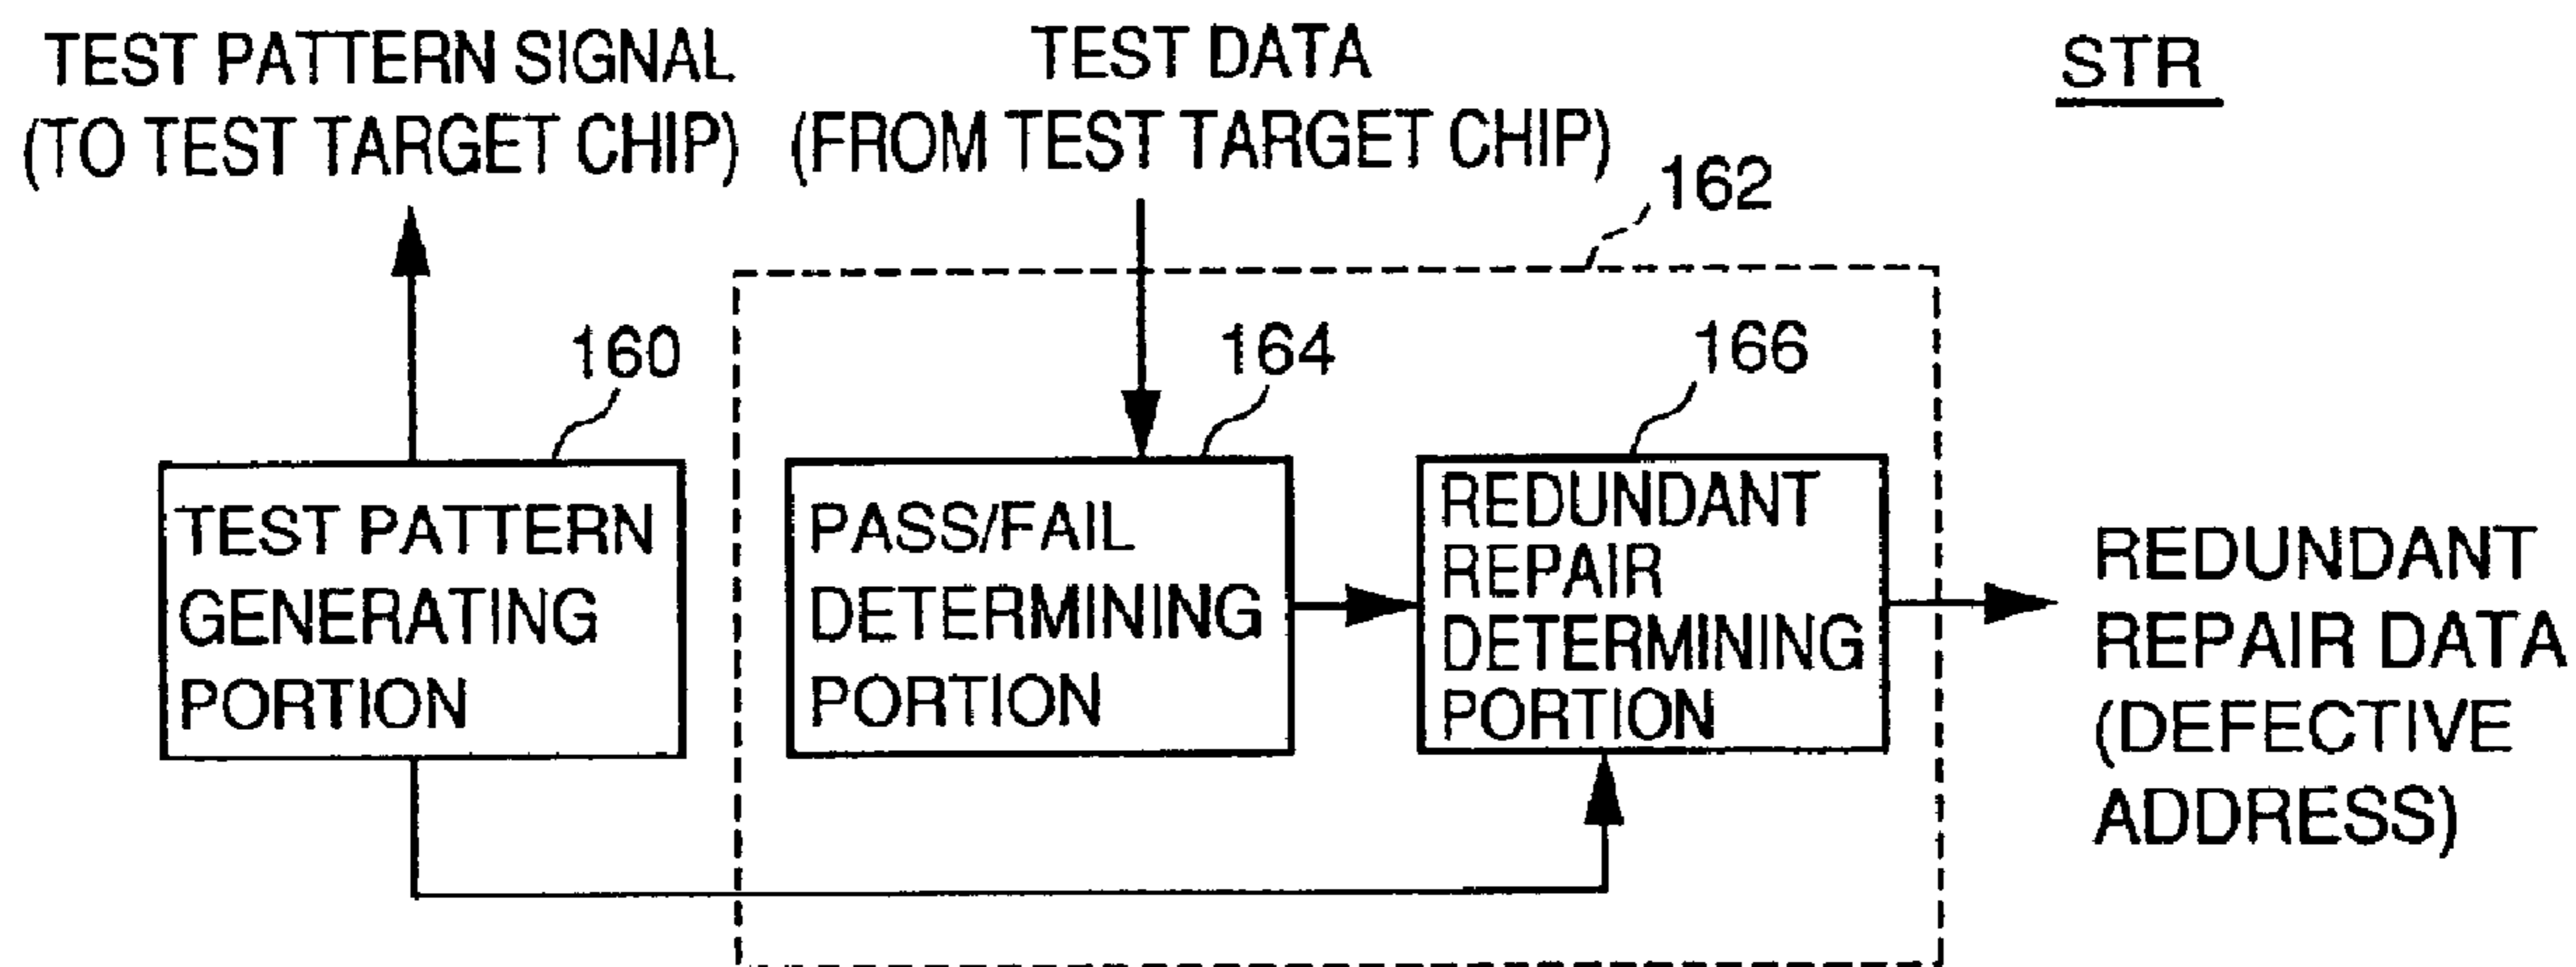 TEST PATTERN SIGNAL
(TO TEST TARGET CHIP)
TEST DATA
(FROM TEST TARGET CHIP)
STR
162
160
164
166
TEST PATTERN
GENERATING
PORTION
PASS/FAIL
DETERMINING
PORTION
REDUNDANT
REPAIR
DETERMINING
PORTION
REDUNDANT
REPAIR DATA
(DEFECTIVE
ADDRESS)